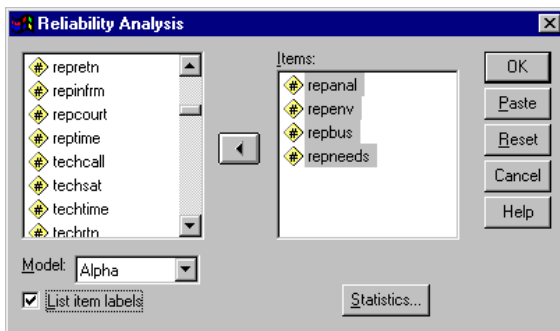 Reliability Analysis
repretn
repinfrm
repcourt
reptime
techcall
techsat
techtime
techrtn
Items:
repanal
repenv
repbus
repneeds
OK
Paste
Reset
Cancel
Help
Model: Alpha
List item labels
Statistics...